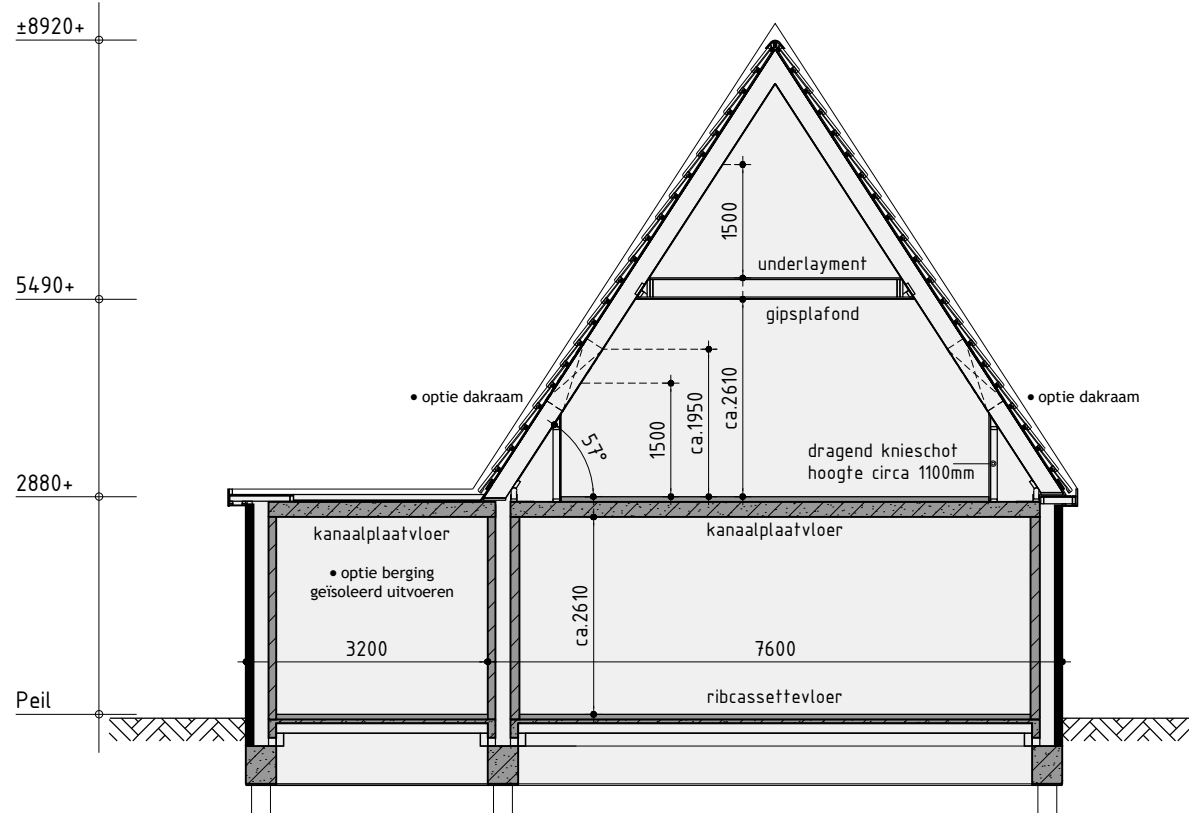 ±8920+
1500
underlayment
5490+
gipsplafond
• optie dakraam
• optie dakraam
57°
1500
ca.1950
ca.2610
dragend knieschot
hoogte circa 1100mm
2880+
kanaalplaatvloer
kanaalplaatvloer
• optie berging
geïsoleerd uitvoeren
ca.2610
3200
7600
Peil
ribcassettevloer